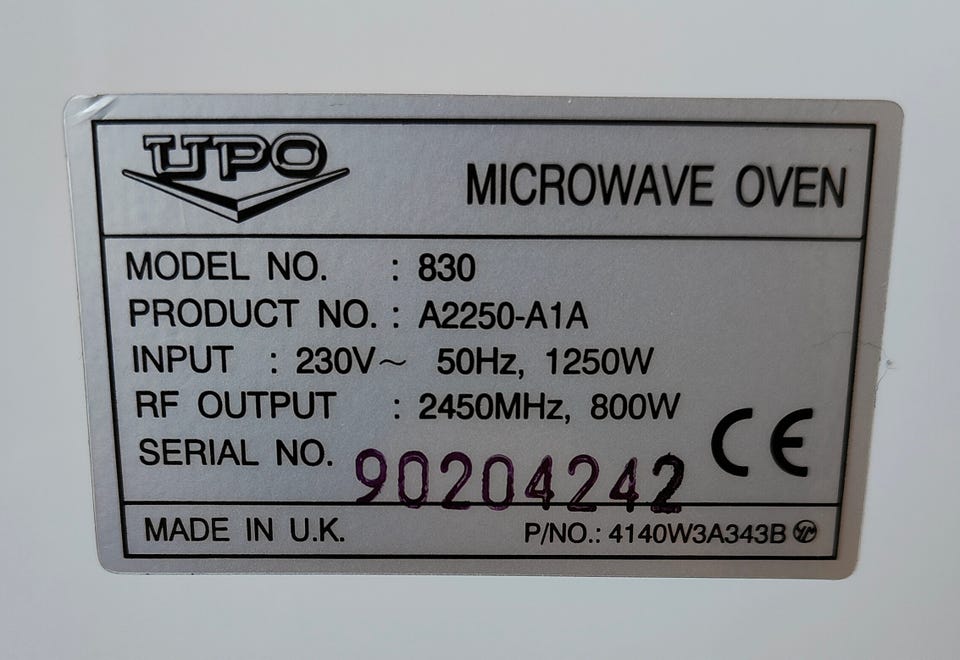 UPO
MICROWAVE OVEN
MODEL NO. : 830
PRODUCT NO. : A2250-A1A
INPUT : 230V~ 50Hz, 1250W
RF OUTPUT : 2450MHz, 800W
SERIAL NO. 90204242
CE
MADE IN U.K. P/NO.: 4140W3A343B